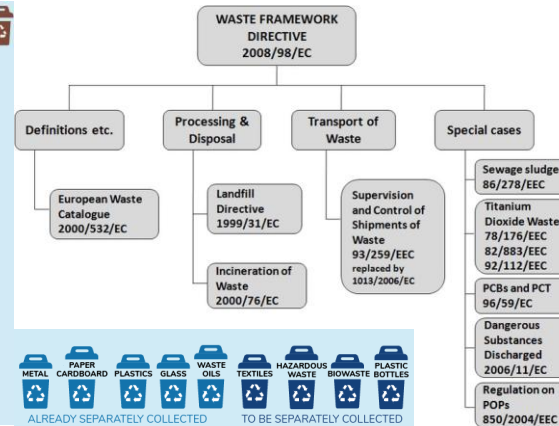 WASTE FRAMEWORK
DIRECTIVE
2008/98/EC
Definitions etc.
Processing &
Disposal
Transport of
Waste
Special cases
European Waste
Catalogue
2000/532/EC
Landfill
Directive
1999/31/EC
Incineration of
Waste
2000/76/EC
Supervision
and Control of
Shipments of
Waste
93/259/EEC
replaced by
1013/2006/EC
Sewage sludge
86/278/EEC
Titanium
Dioxide Waste
78/176/EEC
82/883/EEC
92/112/EEC
PCBs and PCT
96/59/EC
Dangerous
Substances
Discharged
2006/11/EC
Regulation on
POPs
850/2004/EEC
METAL
PAPER
CARDBOARD
PLASTICS
GLASS
WASTE
OILS
TEXTILES
HAZARDOUS
WASTE
BIOWASTE
PLASTIC
BOTTLES
ALREADY SEPARATELY COLLECTED
TO BE SEPARATELY COLLECTED